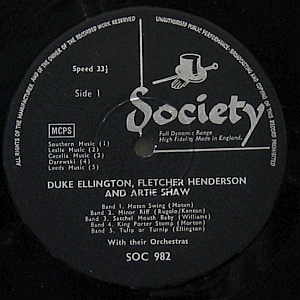 ALL RIGHTS OF THE MANUFACTURER AND OF THE OWNER OF THE RECORDED WORK RESERVED
UNAUTHORISED PUBLIC PERFORMANCE, BROADCASTING AND COPYING OF THIS RECORD PROHIBITED
Speed 33⅓
Side 1
Society
Full Dynamic Range
High Fidelity Made in England.
MCPS
Southern Music (1)
Leslie Music (2)
Cecelia Music (3)
Darewski (4)
Leeds Music (5)
DUKE ELLINGTON, FLETCHER HENDERSON
AND ARTIE SHAW
Band 1. Moten Swing (Moten)
Band 2. Minor Riff (Rugolo/Kenton)
Band 3. Satchel Mouth Baby (Williams)
Band 4. King Porter Stomp (Morton)
Band 5. Tulip or Turnip (Ellington)
With their Orchestras
SOC 982